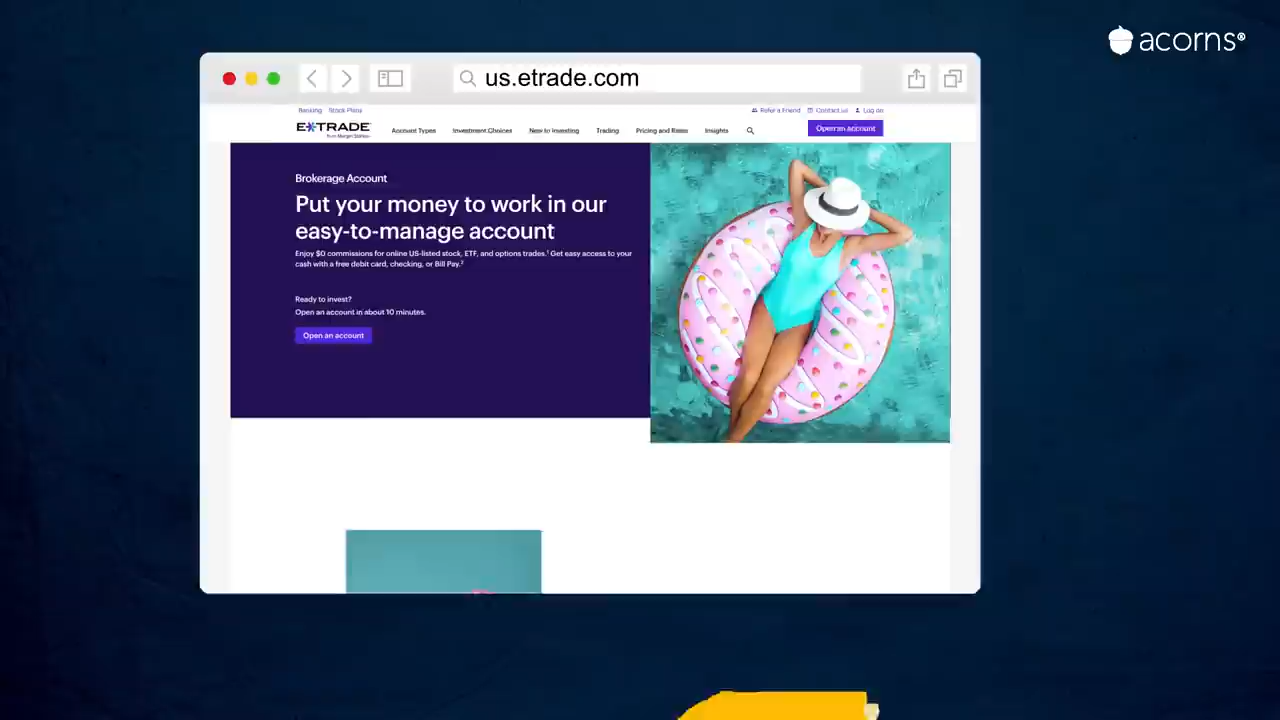 acorns®
us.etrade.com
Banking Stock Plans
Refer a Friend Contact us Log on
E*TRADE
from Morgan Stanley
Account Types Investment Choices New to Investing Trading Pricing and Rates Insights
Open an account
Brokerage Account
Put your money to work in our
easy-to-manage account
Enjoy $0 commissions for online US-listed stock, ETF, and options trades.¹ Get easy access to your
cash with a free debit card, checking, or Bill Pay.²
Ready to invest?
Open an account in about 10 minutes.
Open an account